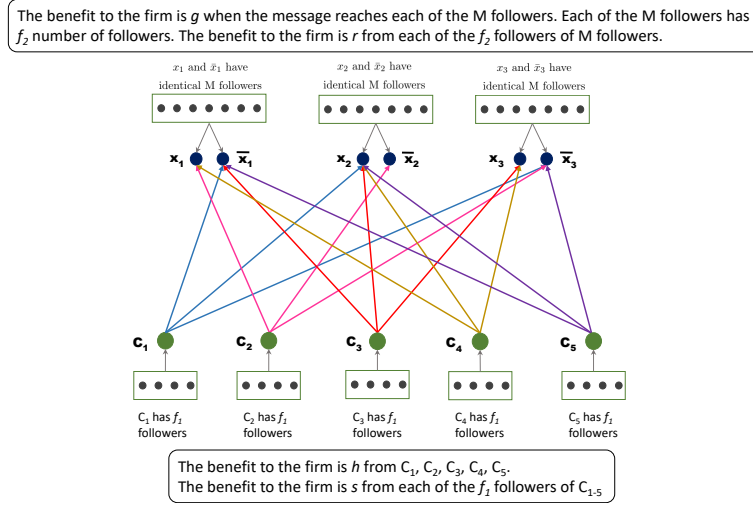 The benefit to the firm is g when the message reaches each of the M followers. Each of the M followers has
f₂ number of followers. The benefit to the firm is r from each of the f₂ followers of M followers.
x₁ and x̄₁ have
identical M followers
x₂ and x̄₂ have
identical M followers
x₃ and x̄₃ have
identical M followers
x₁ x̄₁ x₂ x̄₂ x₃ x̄₃
C₁ C₂ C₃ C₄ C₅
C₁ has f₁
followers
C₂ has f₁
followers
C₃ has f₁
followers
C₄ has f₁
followers
C₅ has f₁
followers
The benefit to the firm is h from C₁, C₂, C₃, C₄, C₅.
The benefit to the firm is s from each of the f₁ followers of C₁₋₅